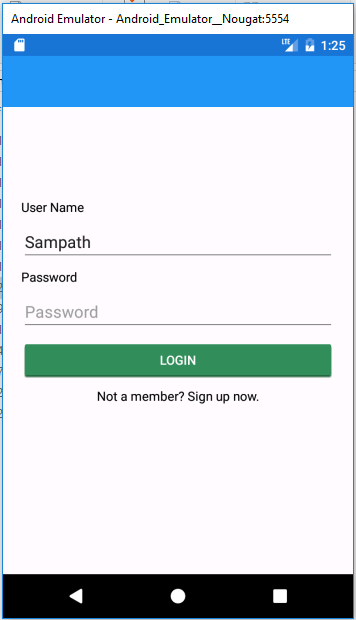 Android Emulator - Android_Emulator__Nougat:5554
LTE 1:25
User Name
Sampath
Password
Password
LOGIN
Not a member? Sign up now.